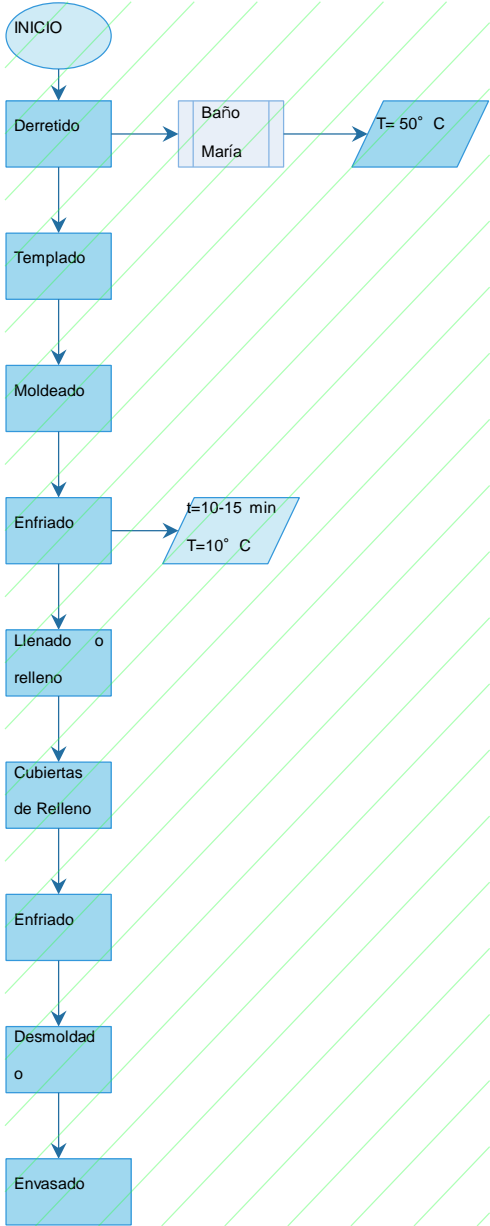 INICIO
Derretido
Baño
María
T= 50° C
Templado
Moldeado
Enfriado
t=10-15 min
T=10° C
Llenado o
relleno
Cubiertas
de Relleno
Enfriado
Desmoldad
o
Envasado